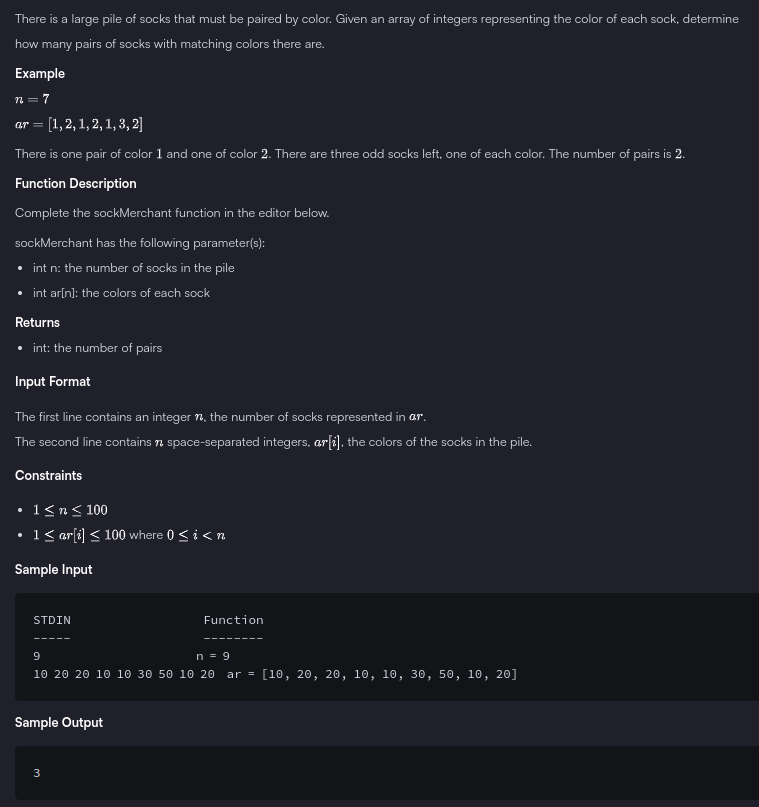 There is a large pile of socks that must be paired by color. Given an array of integers representing the color of each sock, determine
how many pairs of socks with matching colors there are.
Example
n = 7
ar = [1, 2, 1, 2, 1, 3, 2]
There is one pair of color 1 and one of color 2. There are three odd socks left, one of each color. The number of pairs is 2.
Function Description
Complete the sockMerchant function in the editor below.
sockMerchant has the following parameter(s):
• int n: the number of socks in the pile
• int ar[n]: the colors of each sock
Returns
• int: the number of pairs
Input Format
The first line contains an integer n, the number of socks represented in ar.
The second line contains n space-separated integers, ar[i], the colors of the socks in the pile.
Constraints
• 1 ≤ n ≤ 100
• 1 ≤ ar[i] ≤ 100 where 0 ≤ i < n
Sample Input
STDIN Function
----- --------
9 n = 9
10 20 20 10 10 30 50 10 20 ar = [10, 20, 20, 10, 10, 30, 50, 10, 20]
Sample Output
3